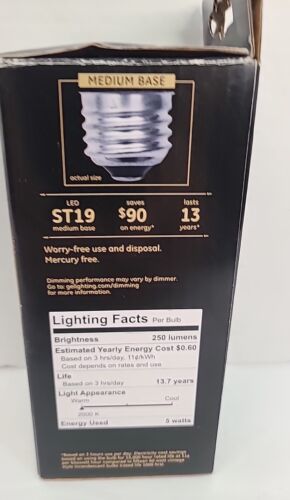 MEDIUM BASE
actual size
LED
ST19
medium base
saves
$90
on energy*
lasts
13
years*
Worry-free use and disposal.
Mercury free.
Dimming performance may vary by dimmer.
Go to: gelighting.com/dimming
for more information.
Lighting Facts Per Bulb
Brightness 250 lumens
Estimated Yearly Energy Cost $0.60
Based on 3 hrs/day, 11¢/kWh
Cost depends on rates and use
Life
Based on 3 hrs/day 13.7 years
Light Appearance
Warm Cool
2000 K
Energy Used 5 watts